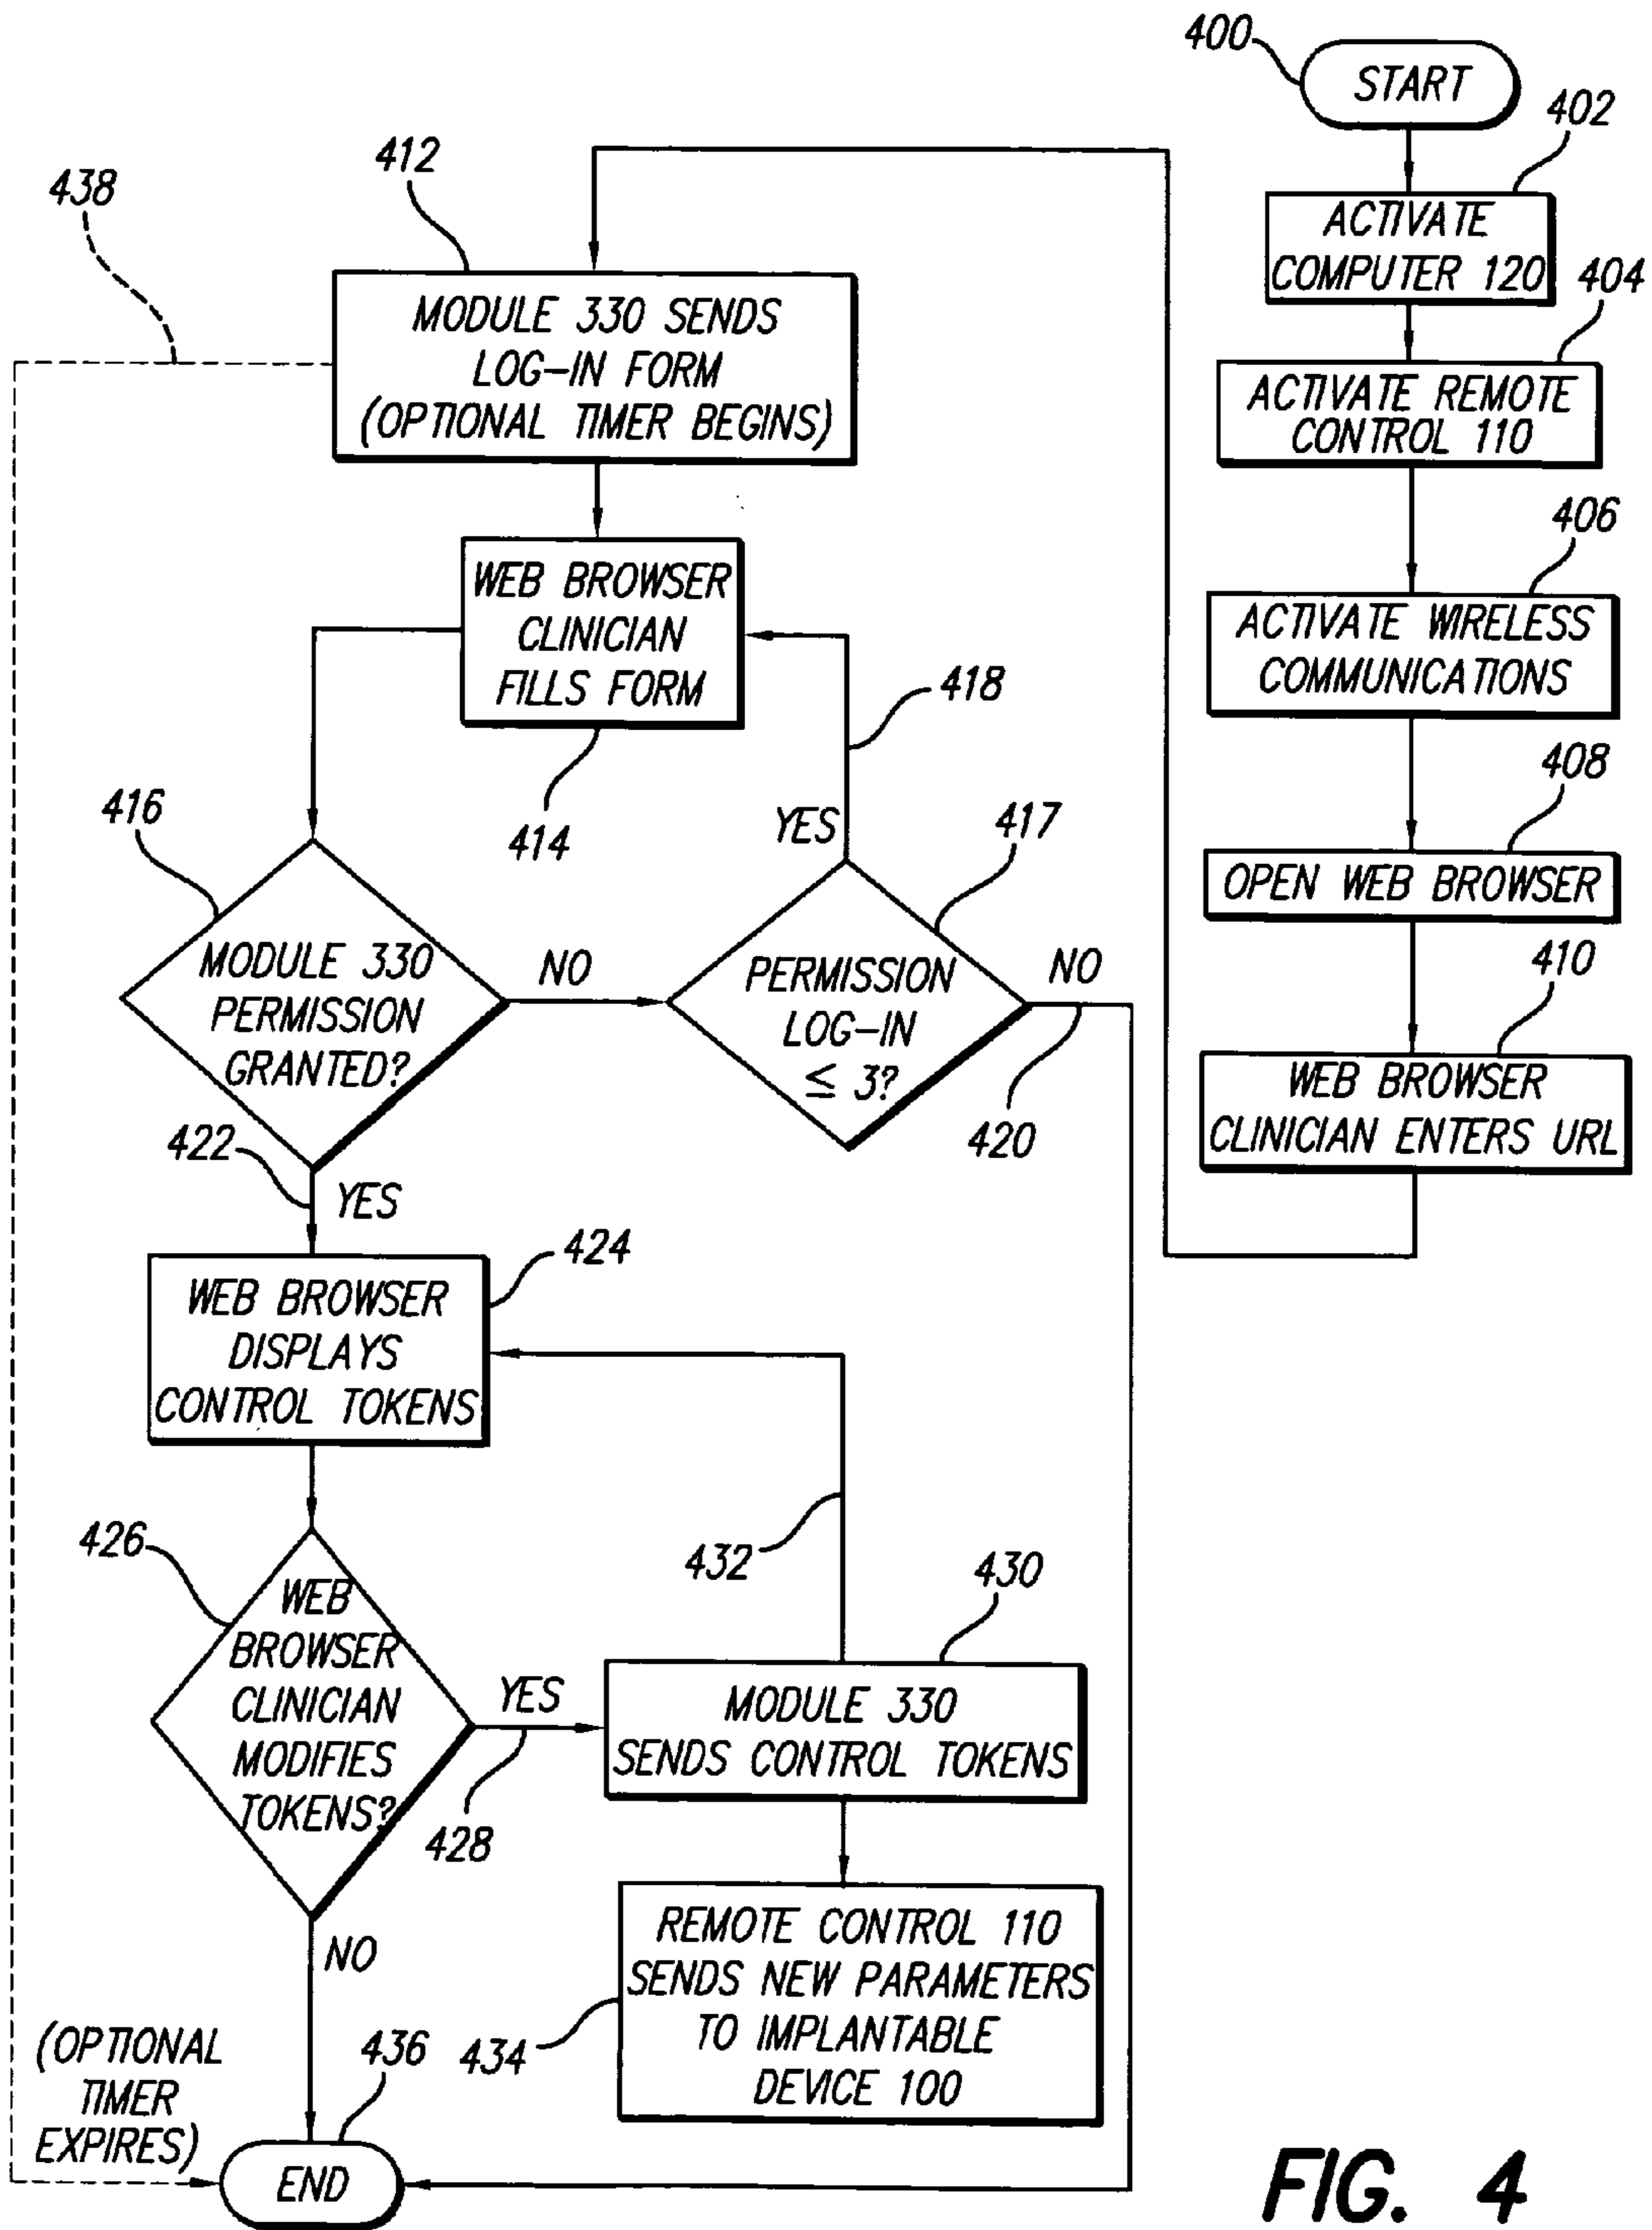 400
START
402
ACTIVATE
COMPUTER 120
404
ACTIVATE REMOTE
CONTROL 110
406
ACTIVATE WIRELESS
COMMUNICATIONS
408
OPEN WEB BROWSER
410
WEB BROWSER
CLINICIAN ENTERS URL
412
438
MODULE 330 SENDS
LOG-IN FORM
(OPTIONAL TIMER BEGINS)
WEB BROWSER
CLINICIAN
FILLS FORM
414
418
YES
416
MODULE 330
PERMISSION
GRANTED?
NO
417
PERMISSION
LOG-IN
≤ 3?
NO
420
422
YES
424
WEB BROWSER
DISPLAYS
CONTROL TOKENS
426
WEB
BROWSER
CLINICIAN
MODIFIES
TOKENS?
YES
428
432
430
MODULE 330
SENDS CONTROL TOKENS
REMOTE CONTROL 110
SENDS NEW PARAMETERS
TO IMPLANTABLE
DEVICE 100
434
NO
(OPTIONAL
TIMER
EXPIRES)
436
END
FIG. 4